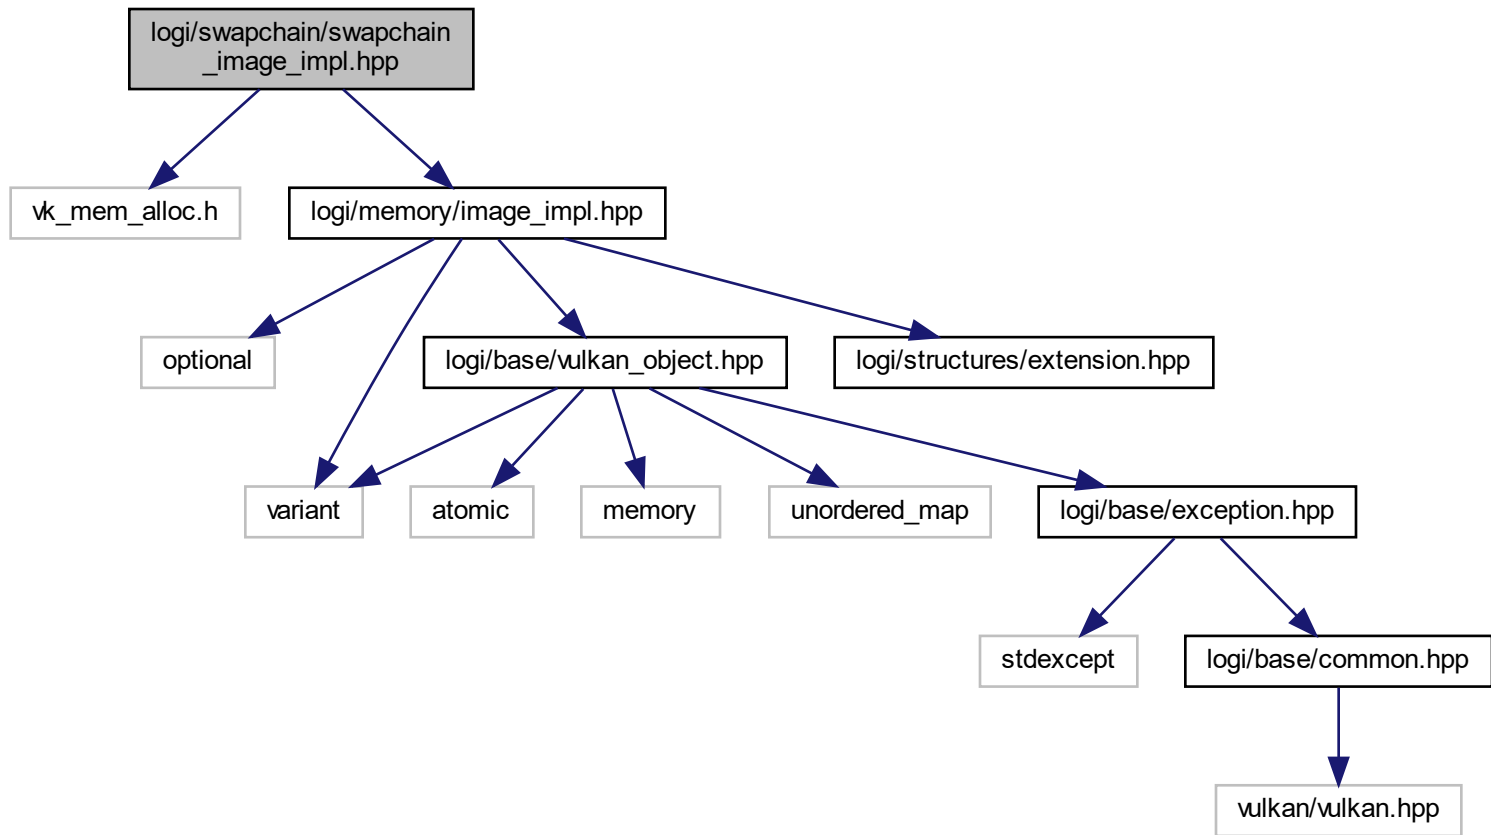 logi/swapchain/swapchain
_image_impl.hpp
vk_mem_alloc.h
logi/memory/image_impl.hpp
optional
logi/base/vulkan_object.hpp
logi/structures/extension.hpp
variant
atomic
memory
unordered_map
logi/base/exception.hpp
stdexcept
logi/base/common.hpp
vulkan/vulkan.hpp